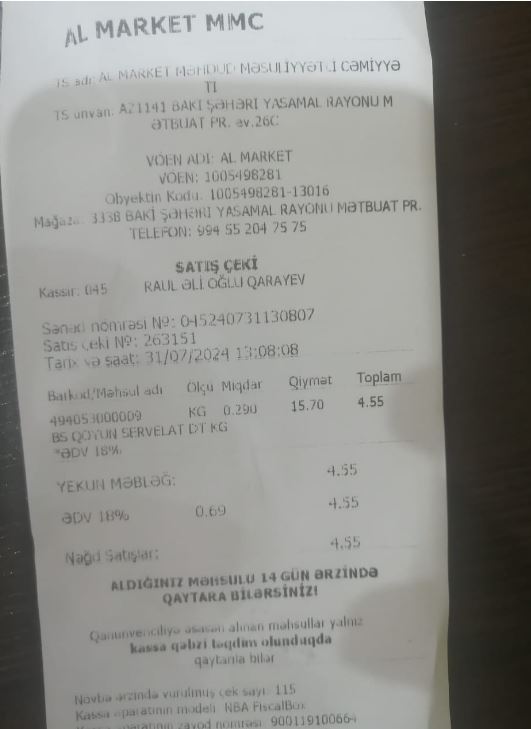 AL MARKET MMC
TS adı: AL MARKET MƏHDUD MƏSULİYYƏTLİ CƏMİYYƏ
Tİ
TS ünvan: AZ1141 BAKI ŞƏHƏRİ YASAMAL RAYONU M
ƏTBUAT PR. ev.26C
VÖEN ADI: AL MARKET
VÖEN: 1005498281
Obyektin Kodu: 1005498281-13016
Mağaza: 3338 BAKI ŞƏHƏRİ YASAMAL RAYONU MƏTBUAT PR.
TELEFON: 994 55 204 75 75
SATIŞ ÇEKİ
Kassir: 045 RAUL ƏLİ OĞLU QARAYEV
Sənəd nömrəsi №: 045240731130807
Satış çeki №: 263151
Tarix və saat: 31/07/2024 13:08:08
Barkod/Məhsul adı Ölçü Miqdar Qiymət Toplam
494053000009 KG 0.290 15.70 4.55
BS QOYUN SERVELAT DT KG
*ƏDV 18%
YEKUN MƏBLƏĞ: 4.55
ƏDV 18% 0.69 4.55
Nağd Satışlar: 4.55
ALDIĞINIZ MƏHSULU 14 GÜN ƏRZİNDƏ
QAYTARA BİLƏRSİNİZ!
Qanunvericiliyə əsasən alınan məhsullar yalnız
kassa qəbzi təqdim olunduqda
qaytarıla bilər
Növbə ərzində vurulmuş çek sayı: 115
Kassa aparatının modeli: NBA FiscalBox
Kassa aparatının zavod nömrəsi: 900119100664